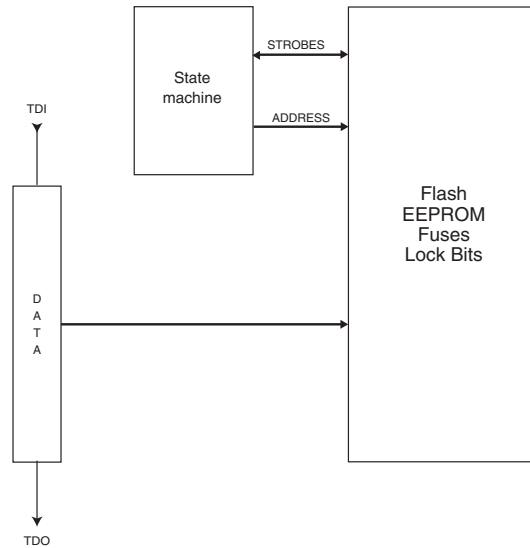 STROBES
State
machine
TDI
ADDRESS
Flash
EEPROM
Fuses
Lock Bits
D
A
T
A
TDO